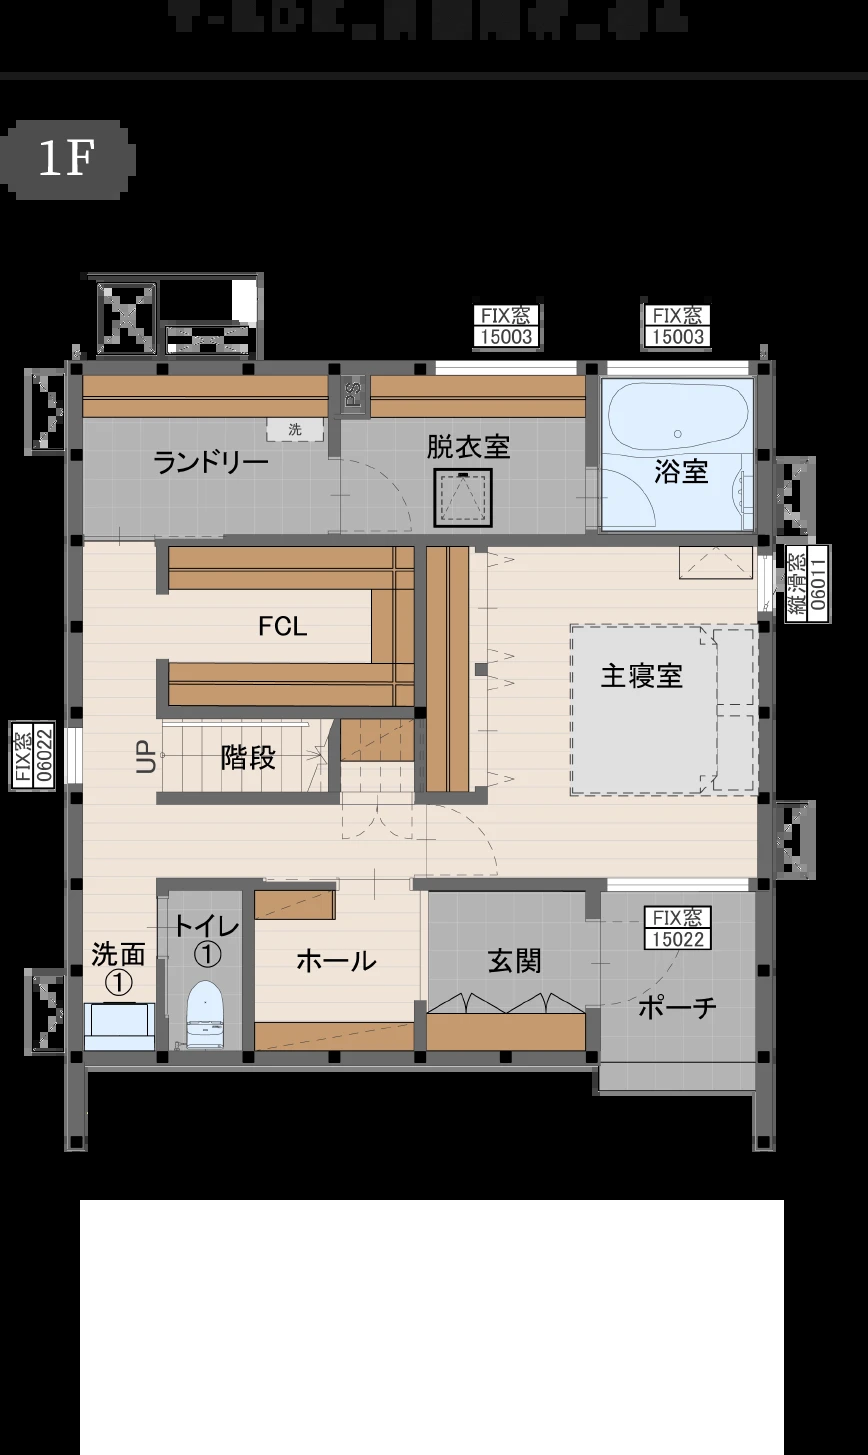 1F
FIX窓
15003
FIX窓
15003
PS
洗
ランドリー
脱衣室
浴室
縦滑窓
06011
FCL
主寝室
FIX窓
06022
UP
階段
トイレ
①
洗面
①
ホール
玄関
FIX窓
15022
ポーチ